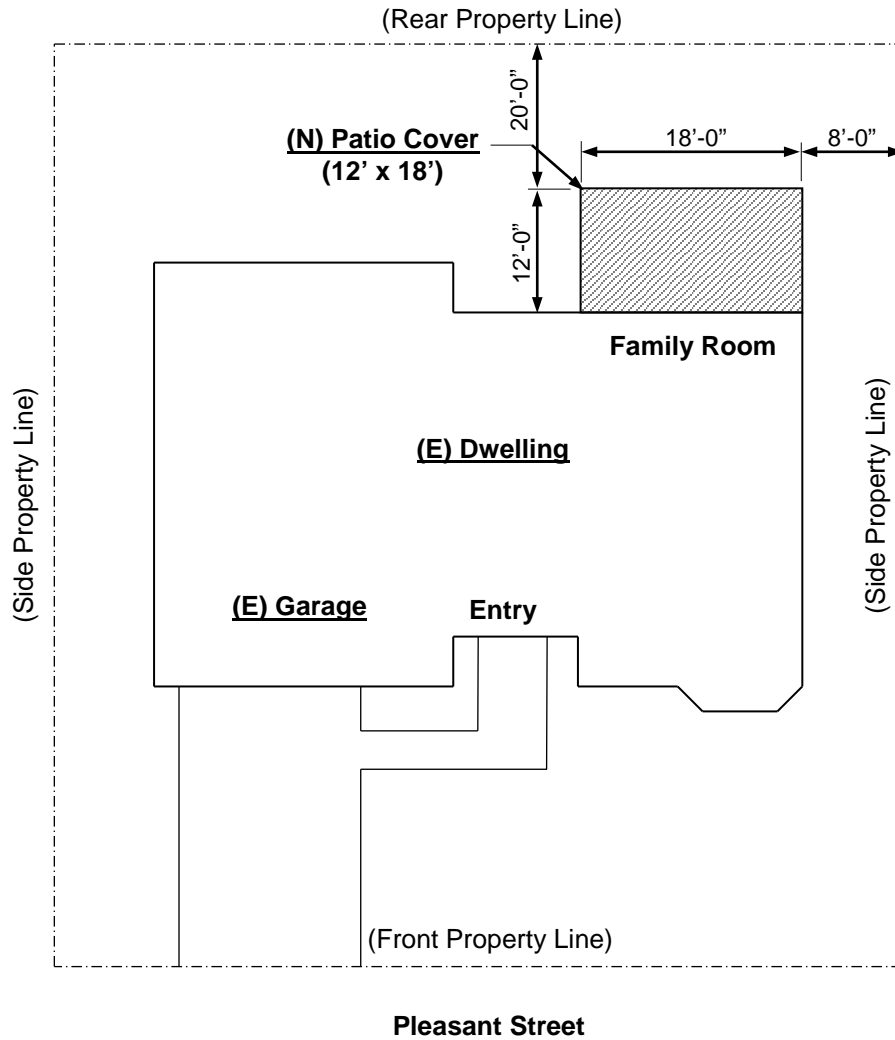 (Rear Property Line)
20’-0”
18’-0”
8’-0”
(N) Patio Cover
(12’ x 18’)
12’-0”
Family Room
(Side Property Line)
(E) Dwelling
(Side Property Line)
(E) Garage
Entry
(Front Property Line)
Pleasant Street